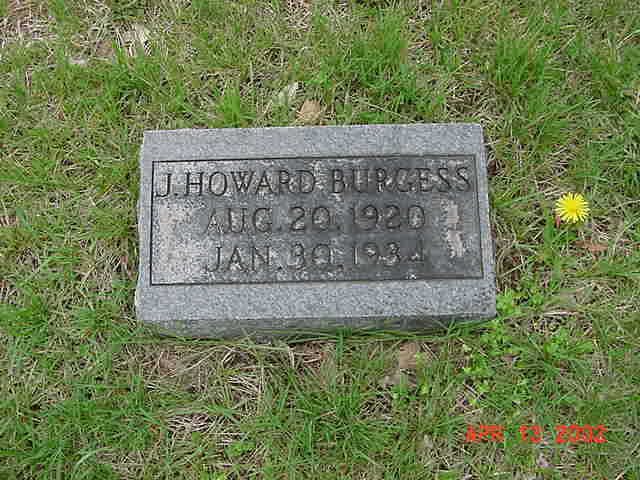 J. HOWARD BURGESS
AUG. 20, 1920
JAN. 30, 1934
APR 13 2002